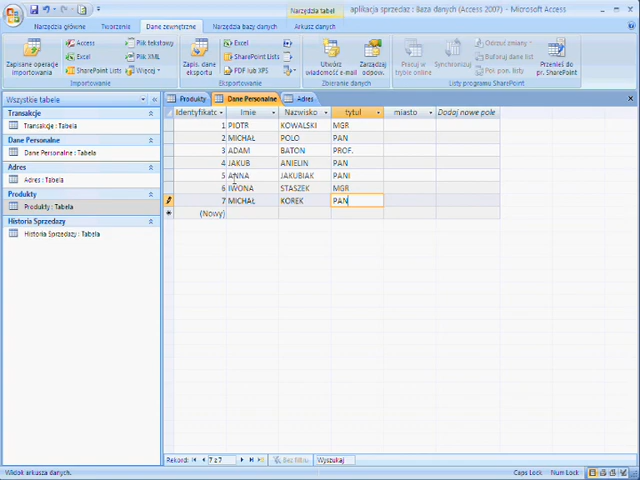 Narzędzia tabel
aplikacja sprzedaz : Baza danych (Access 2007) - Microsoft Access
Narzędzia główne
Tworzenie
Dane zewnętrzne
Narzędzia bazy danych
Arkusz danych
Zapisane operacje importowania
Access
Excel
SharePoint Lists
Plik tekstowy
Plik XML
Więcej
Importowanie
Zapis. dane eksportu
Excel
SharePoint Lists
PDF lub XPS
Eksportowanie
Utwórz wiadomość e-mail
Zarządzaj odpow.
Zbieranie danych
Pracuj w trybie online
Synchronizuj
Odrzuć zmiany
Buforuj dane list
Pok. pon. listy
Przenieś do pr. SharePoint
Listy programu SharePoint
Wszystkie tabele
Transakcje
Transakcje : Tabela
Dane Personalne
Dane Personalne : Tabela
Adres
Adres : Tabela
Produkty
Produkty : Tabela
Historia Sprzedazy
Historia Sprzedazy : Tabela
Produkty
Dane Personalne
Adres
Identyfikato Imie Nazwisko tytul miasto Dodaj nowe pole
1 PIOTR KOWALSKI MGR
2 MICHAŁ POLO PAN
3 ADAM BATON PROF.
4 JAKUB ANIELIN PAN
5 ANNA JAKUBIAK PANI
6 IWONA STASZEK MGR
7 MICHAŁ KOREK PAN
(Nowy)
Rekord: 7 z 7 Bez filtru Wyszukaj
Widok arkusza danych.
Caps Lock
Num Lock